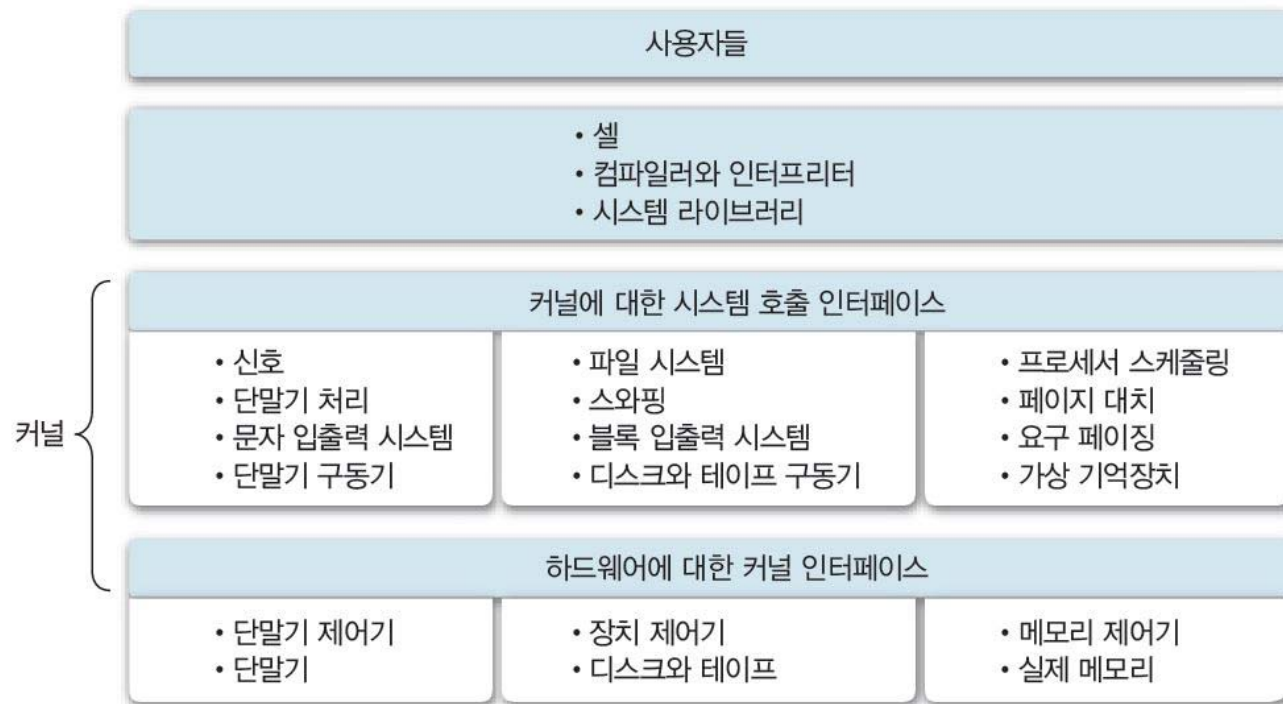 사용자들
• 셸
• 컴파일러와 인터프리터
• 시스템 라이브러리
커널
커널에 대한 시스템 호출 인터페이스
• 신호
• 단말기 처리
• 문자 입출력 시스템
• 단말기 구동기
• 파일 시스템
• 스와핑
• 블록 입출력 시스템
• 디스크와 테이프 구동기
• 프로세서 스케줄링
• 페이지 대치
• 요구 페이징
• 가상 기억장치
하드웨어에 대한 커널 인터페이스
• 단말기 제어기
• 단말기
• 장치 제어기
• 디스크와 테이프
• 메모리 제어기
• 실제 메모리